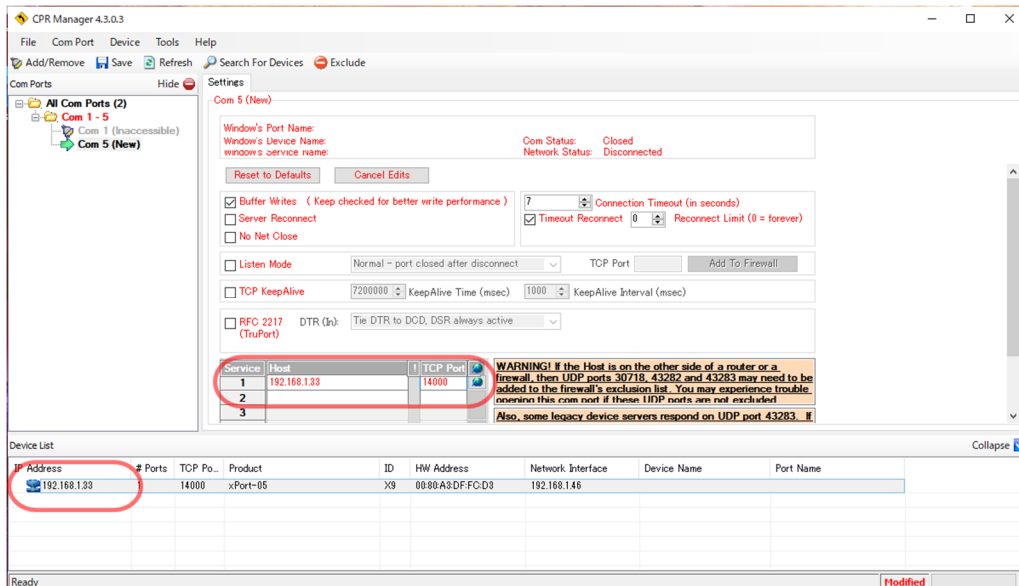 CPR Manager 4.3.0.3
File Com Port Device Tools Help
Add/Remove Save Refresh Search For Devices Exclude
Com Ports Hide
All Com Ports (2)
Com 1 - 5
Com 1 (Inaccessible)
Com 5 (New)
Settings
Com 5 (New)
Window's Port Name:
Window's Device Name: Com Status: Closed
Window's Service Name: Network Status: Disconnected
Reset to Defaults Cancel Edits
Buffer Writes ( Keep checked for better write performance )
Server Reconnect
No Net Close
7 Connection Timeout (in seconds)
Timeout Reconnect 0 Reconnect Limit (0 = forever)
Listen Mode Normal - port closed after disconnect TCP Port Add To Firewall
TCP KeepAlive 7200000 KeepAlive Time (msec) 1000 KeepAlive Interval (msec)
RFC 2217 DTR (In): Tie DTR to DCD, DSR always active
(TruPort)
Service Host ! TCP Port
1 192.168.1.33 14000
2
3
WARNING! If the Host is on the other side of a router or a
firewall, then UDP ports 30718, 43282 and 43283 may need to be
added to the firewall's exclusion list. You may experience trouble
opening this com port if these UDP ports are not excluded
Also, some legacy device servers respond on UDP port 43283. If
Device List Collapse
IP Address # Ports TCP Po... Product ID HW Address Network Interface Device Name Port Name
192.168.1.33 14000 xPort-05 X9 00:80:A3:DF:FC:D3 192.168.1.46
Ready Modified